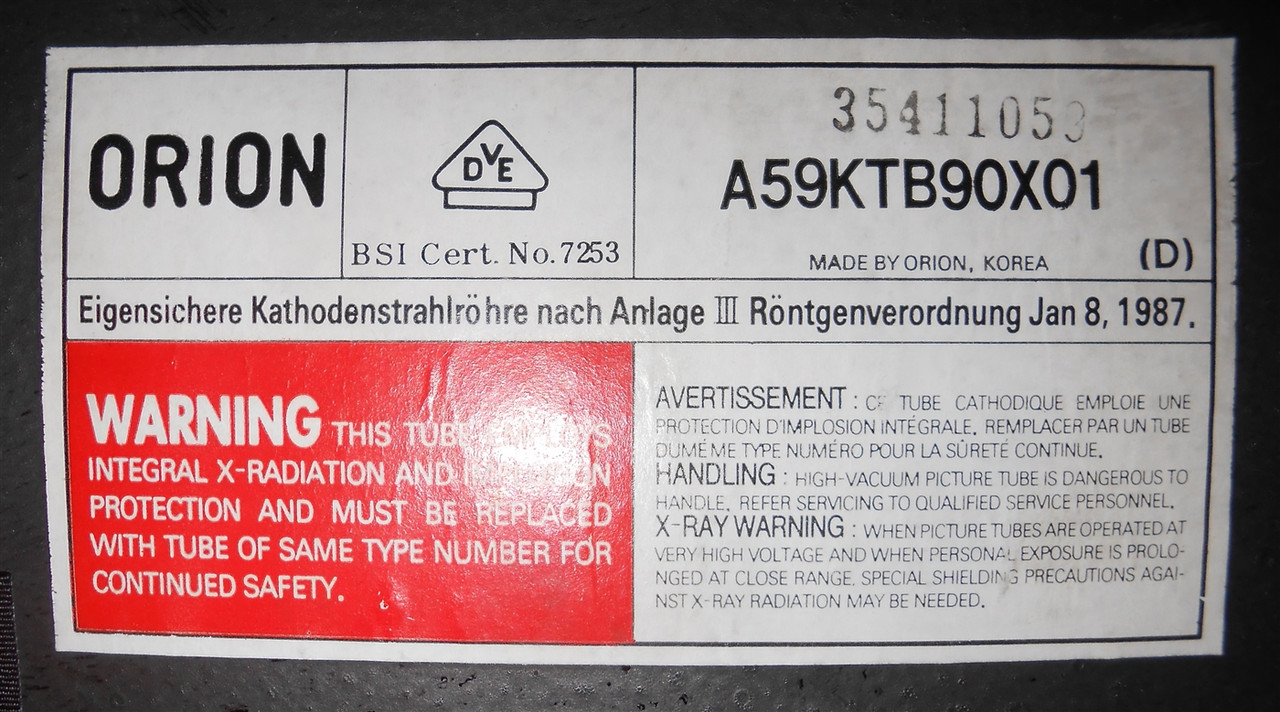 ORION
VDE
BSI Cert. No. 7253
35411053
A59KTB90X01
MADE BY ORION, KOREA (D)
Eigensichere Kathodenstrahlröhre nach Anlage III Röntgenverordnung Jan 8, 1987.
WARNING THIS
INTEGRAL X-RADIATION AND
PROTECTION AND MUST BE REPLACED
WITH TUBE OF SAME TYPE NUMBER FOR
CONTINUED SAFETY.
AVERTISSEMENT : CE TUBE CATHODIQUE EMPLOIE UNE
PROTECTION D'IMPLOSION INTÉGRALE. REMPLACER PAR UN TUBE
DUMÉME TYPE NUMÉRO POUR LA SÛRETÉ CONTINUE.
HANDLING : HIGH-VACUUM PICTURE TUBE IS DANGEROUS TO
HANDLE. REFER SERVICING TO QUALIFIED SERVICE PERSONNEL.
X-RAY WARNING : WHEN PICTURE TUBES ARE OPERATED AT
VERY HIGH VOLTAGE AND WHEN PERSONAL EXPOSURE IS PROLO-
NGED AT CLOSE RANGE. SPECIAL SHIELDING PRECAUTIONS AGAI-
NST X-RAY RADIATION MAY BE NEEDED.